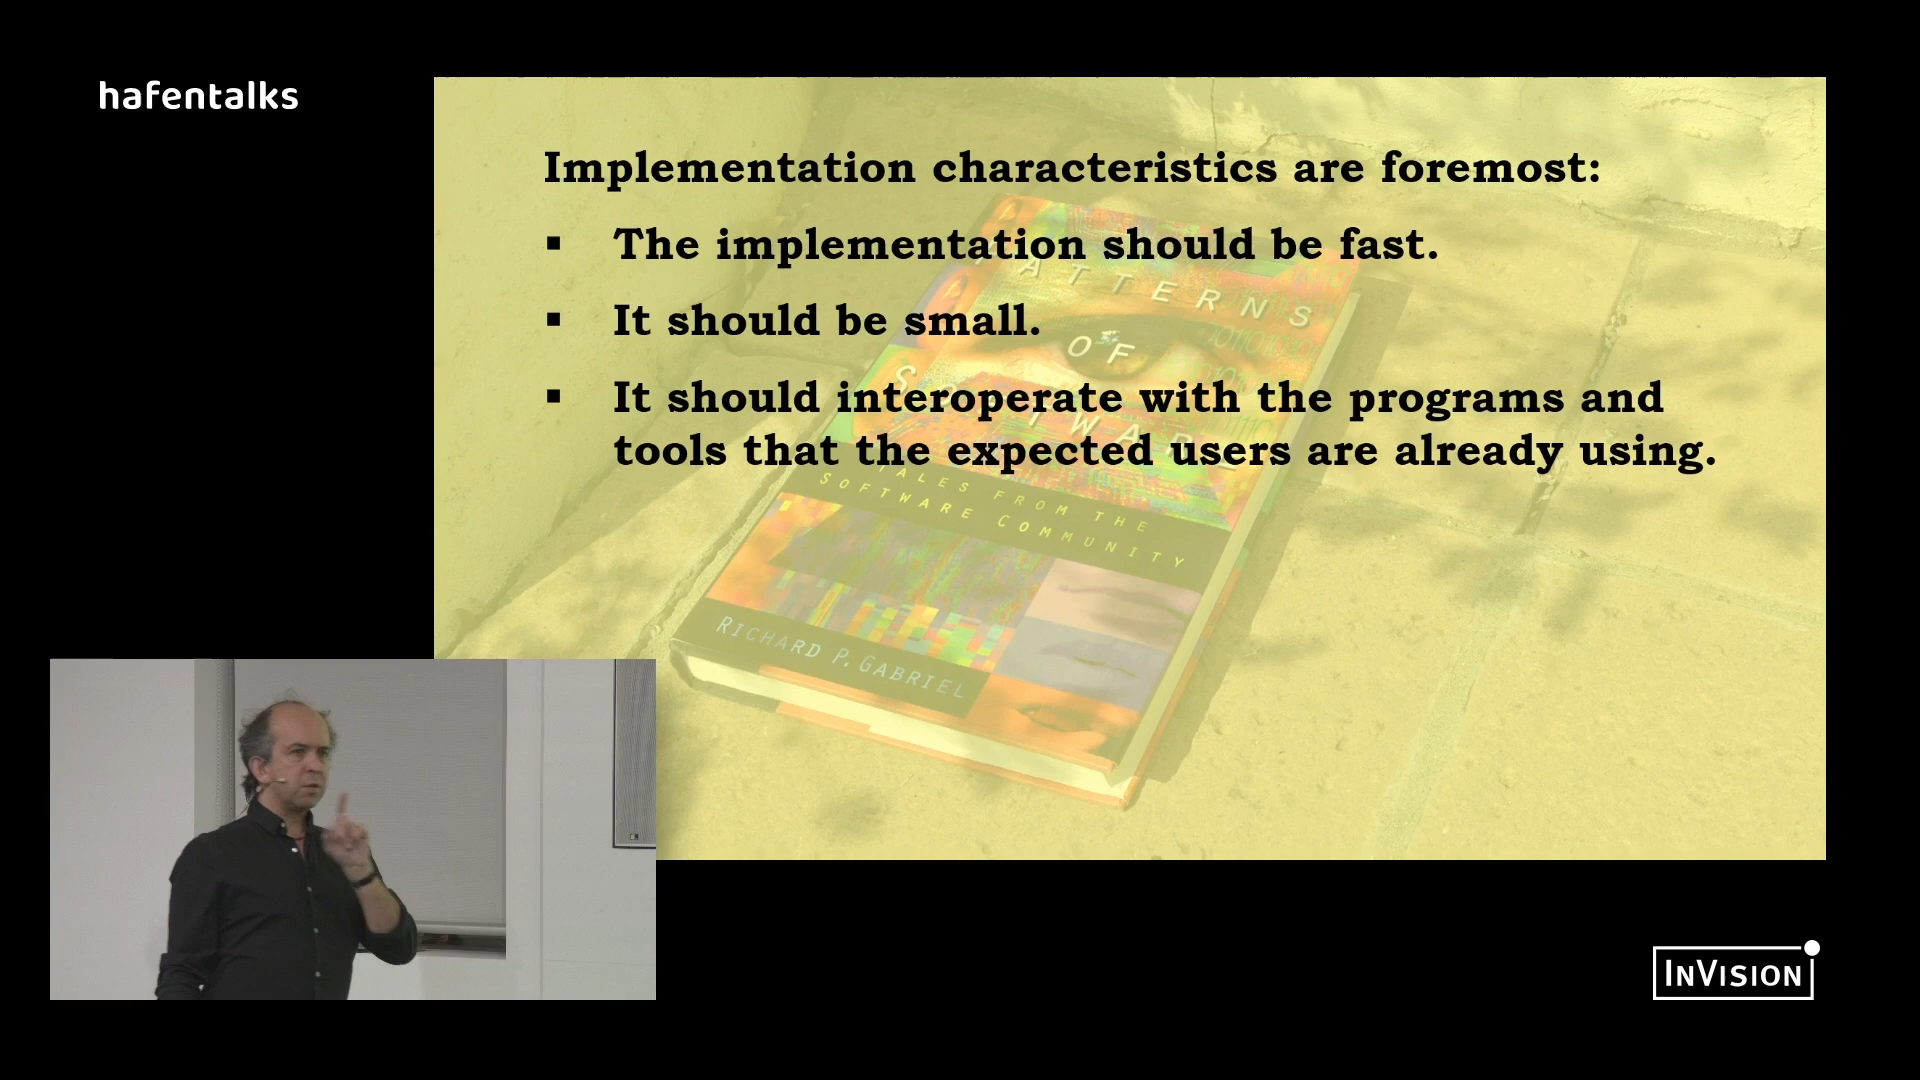 hafentalks
Implementation characteristics are foremost:
▪ The implementation should be fast.
▪ It should be small.
▪ It should interoperate with the programs and
tools that the expected users are already using.
PATTERNS
OF
SOFTWARE
TALES FROM THE
SOFTWARE COMMUNITY
RICHARD P. GABRIEL
INVISION